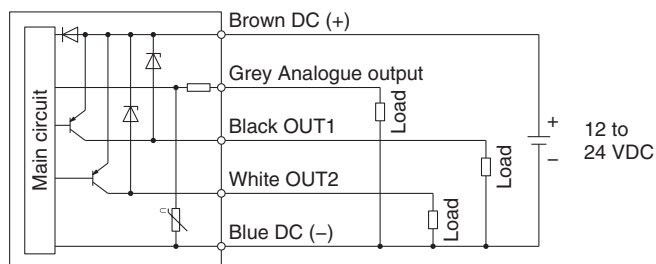 Main circuit
Brown DC (+)
Grey Analogue output
Black OUT1
White OUT2
Blue DC (−)
Load
Load
Load
+
−
12 to
24 VDC